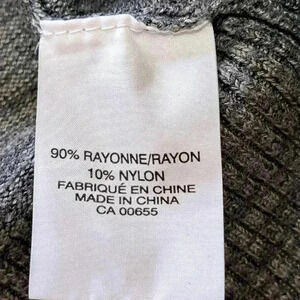 90% RAYONNE/RAYON
10% NYLON
FABRIQUÉ EN CHINE
MADE IN CHINA
CA 00655